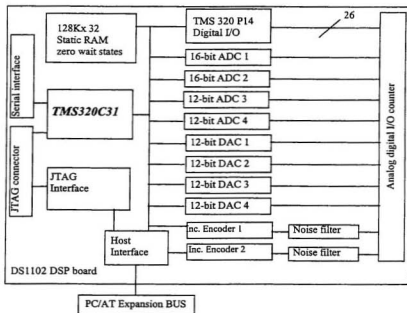 128Kx 32
Static RAM
zero wait states
TMS 320 P14
Digital I/O
26
Serial interface
TMS320C31
16-bit ADC 1
16-bit ADC 2
12-bit ADC 3
12-bit ADC 4
12-bit DAC 1
12-bit DAC 2
12-bit DAC 3
12-bit DAC 4
Analog digital I/O counter
JTAG connector
JTAG
Interface
Host
Interface
Inc. Encoder 1
Noise filter
Inc. Encoder 2
Noise filter
DS1102 DSP board
PC/AT Expansion BUS